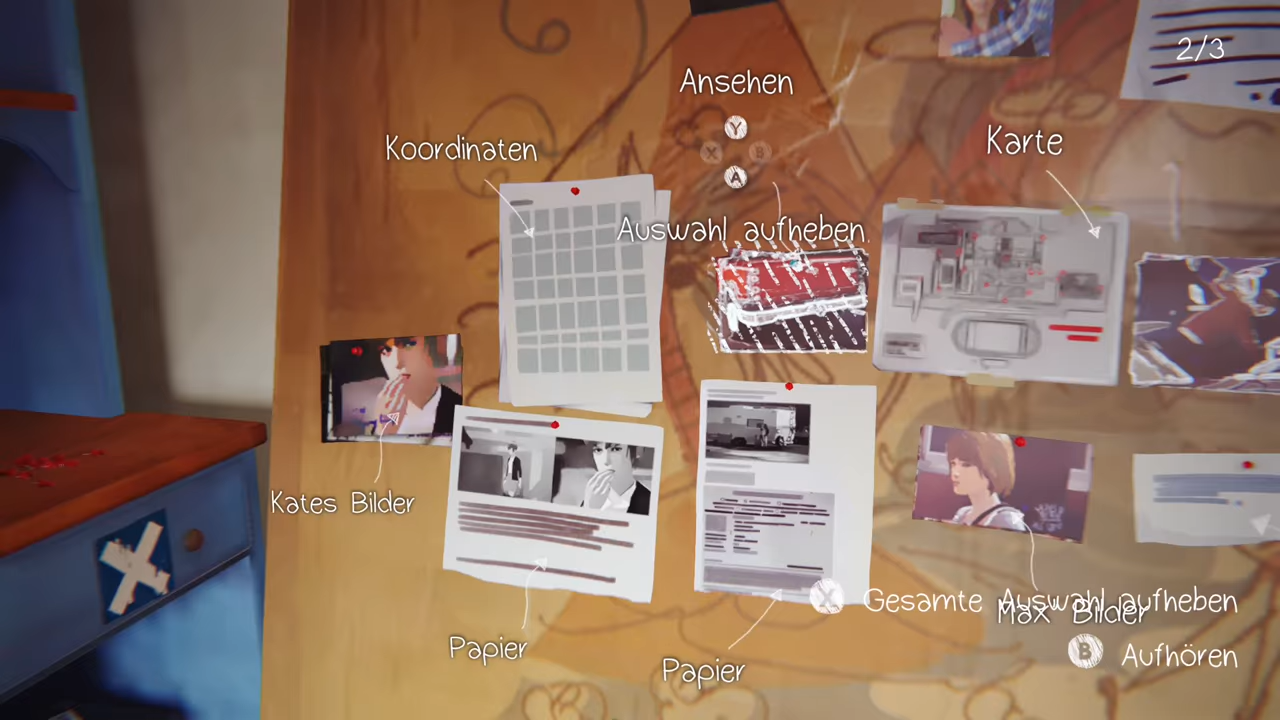 2/3
Ansehen
Y
X
B
A
Koordinaten
Karte
Auswahl aufheben
Kates Bilder
Papier
Papier
X Gesamte Auswahl aufheben
Max' Bilder
B Aufhören